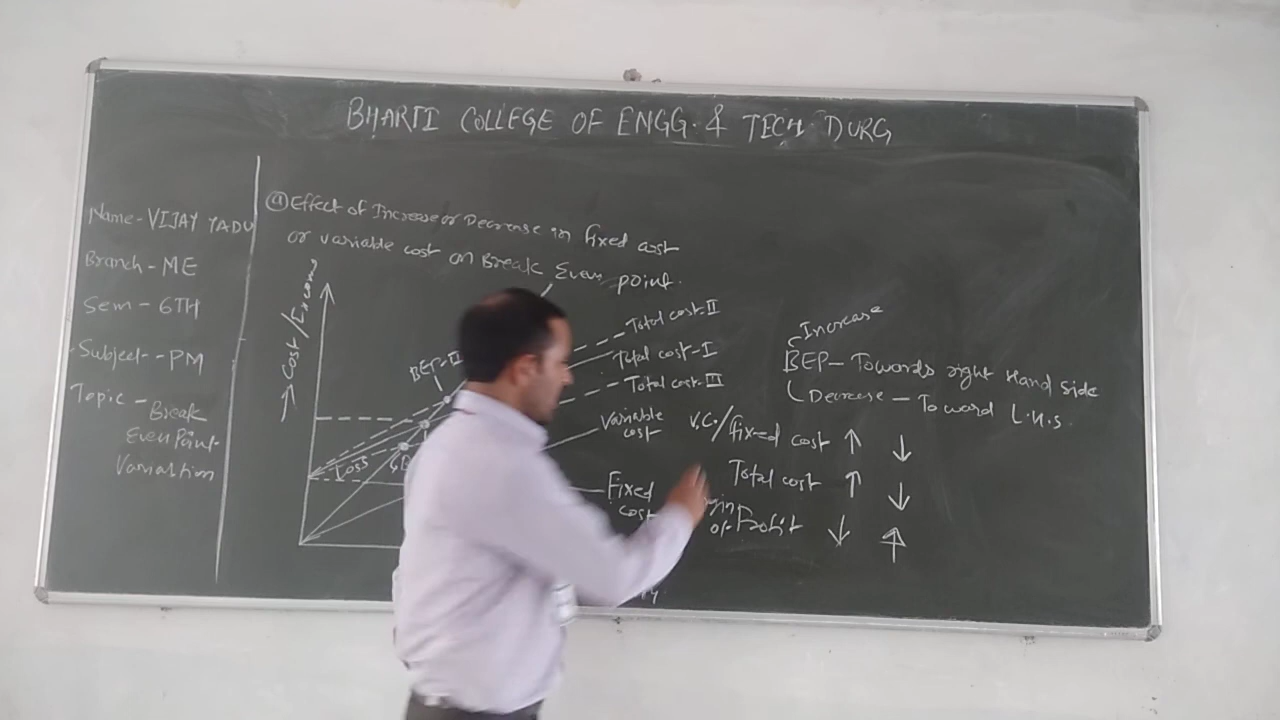 BHARTI COLLEGE OF ENGG. & TECH. DURG
Name - VIJAY YADU
Branch - ME
Sem - 6TH
Subject - PM
Topic - Break
Even Point
Variation
Effect of Increase or Decrease in fixed cost
or variable cost on Break Even point.
Cost/Income
BEP-II
Loss
Total cost-II
Total cost-I
Total cost-III
Variable
cost
Fixed
cost
Increase
BEP - Towards right Hand Side
Decrease - Toward L.H.S.
V.C./fixed cost ↑ ↓
Total cost ↑ ↓
of Profit ↓ ↑